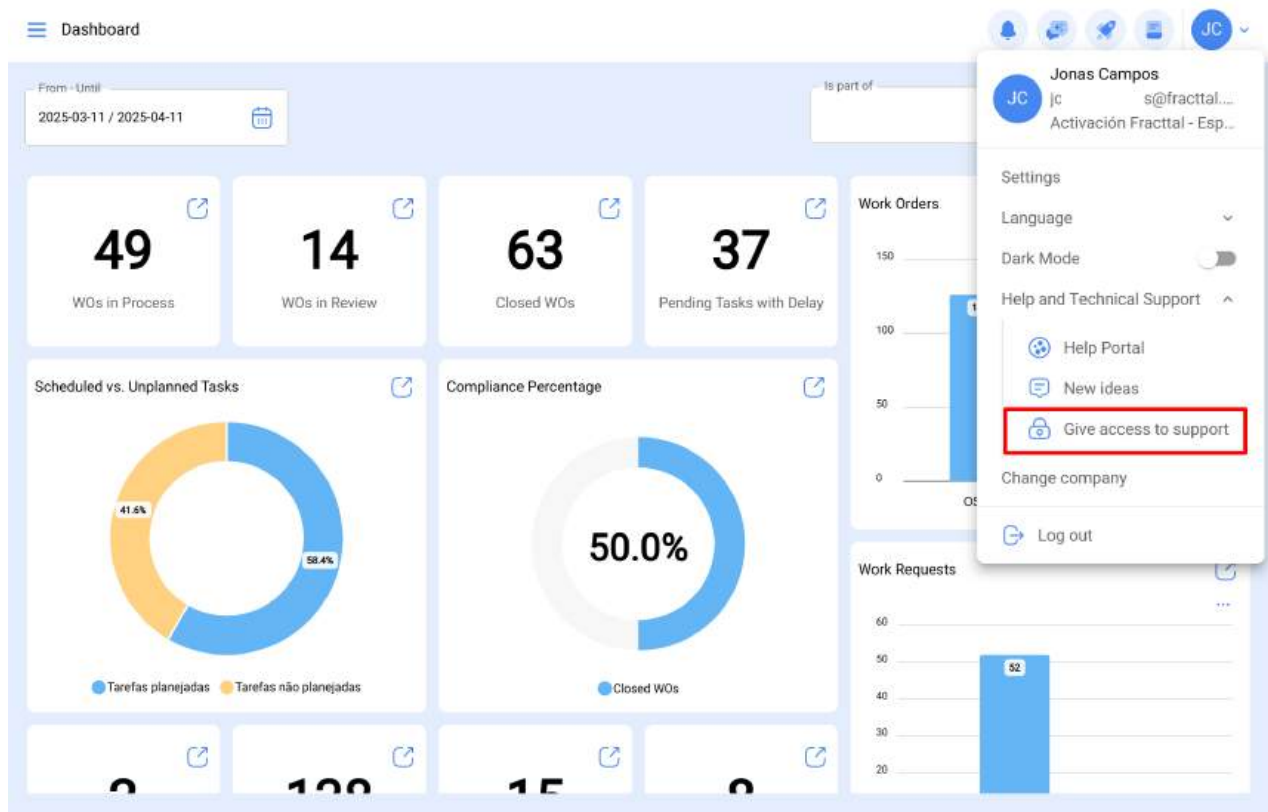 Dashboard
JC
Jonas Campos
JC
jc s@fracttal....
Activación Fracttal - Esp...
From - Until
2025-03-11 / 2025-04-11
Is part of
Settings
Language
Dark Mode
Help and Technical Support
Help Portal
New ideas
Give access to support
Change company
Log out
49
WOs in Process
14
WOs in Review
63
Closed WOs
37
Pending Tasks with Delay
Work Orders
150
100
50
0
Scheduled vs. Unplanned Tasks
41.6%
58.4%
Tarefas planejadas
Tarefas não planejadas
Compliance Percentage
50.0%
Closed WOs
Work Requests
...
60
50
52
40
30
20
15